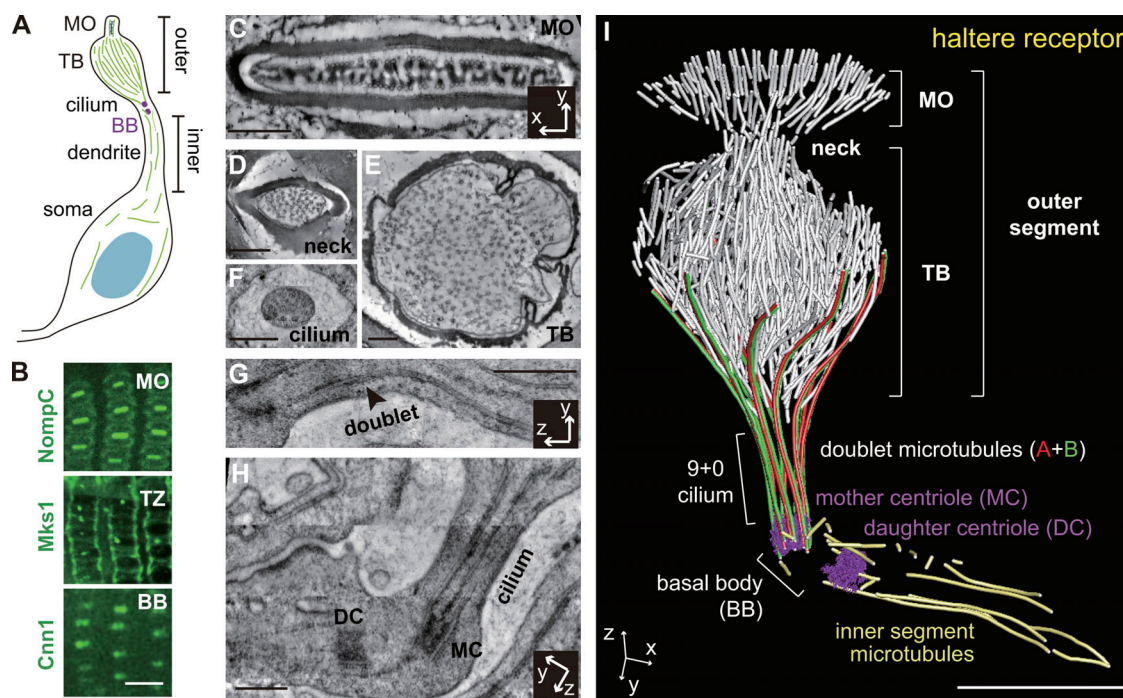 A
MO
TB
cilium
BB
dendrite
soma
outer
inner
B
NompC
MO
Mks1
TZ
Cnn1
BB
C
MO
y
x
D
neck
E
TB
F
cilium
G
doublet
y
z
H
DC
MC
cilium
y
z
I
haltere receptor
MO
neck
outer
segment
TB
doublet microtubules (A+B)
9+0
cilium
mother centriole (MC)
daughter centriole (DC)
basal body
(BB)
inner segment
microtubules
z
x
y